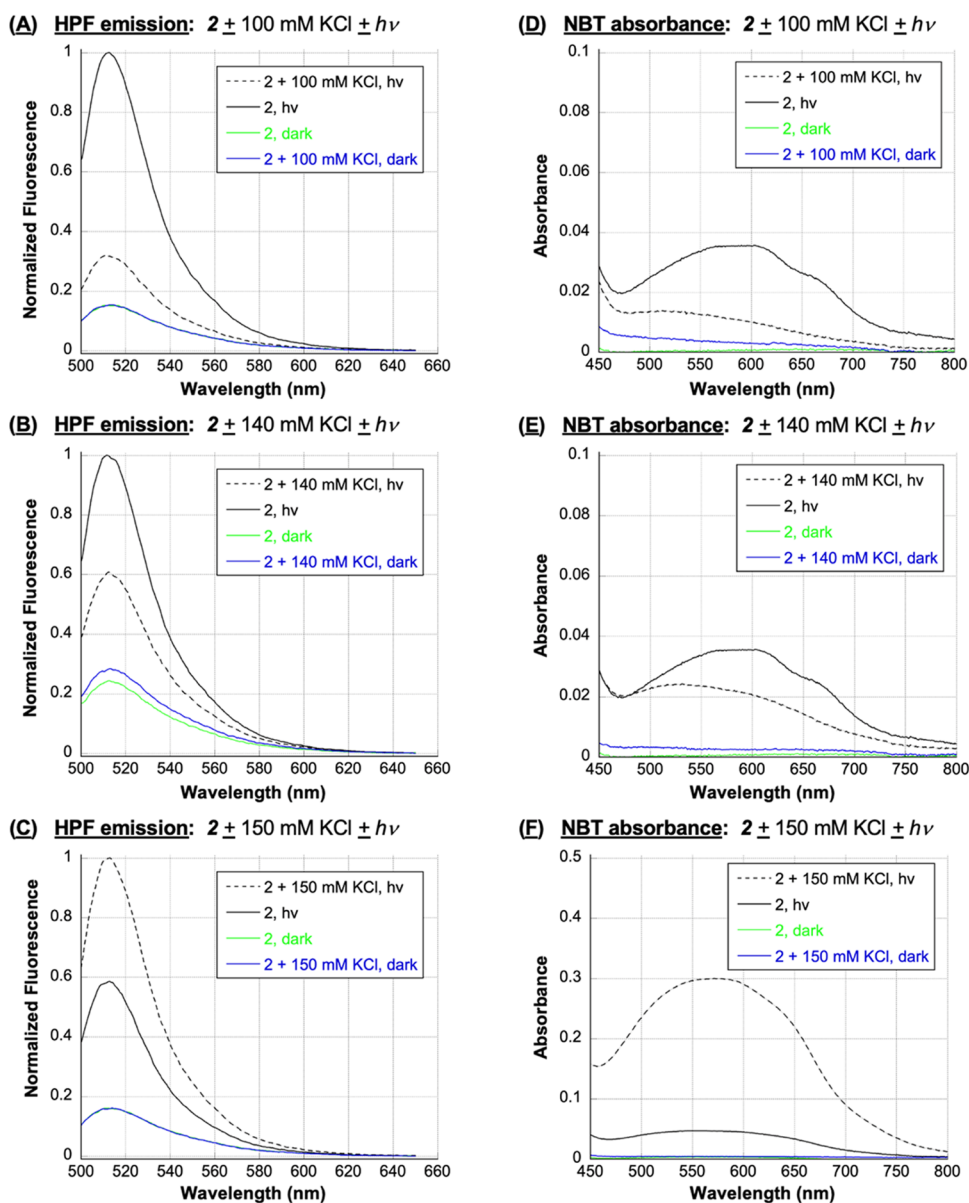 (A) HPF emission: 2 ± 100 mM KCl ± hν
Normalized Fluorescence
1
0.8
0.6
0.4
0.2
0
2 + 100 mM KCl, hv
2, hv
2, dark
2 + 100 mM KCl, dark
500 520 540 560 580 600 620 640 660
Wavelength (nm)
(D) NBT absorbance: 2 ± 100 mM KCl ± hν
Absorbance
0.1
0.08
0.06
0.04
0.02
0
2 + 100 mM KCl, hv
2, hv
2, dark
2 + 100 mM KCl, dark
450 500 550 600 650 700 750 800
Wavelength (nm)
(B) HPF emission: 2 ± 140 mM KCl ± hν
Normalized Fluorescence
1
0.8
0.6
0.4
0.2
0
2 + 140 mM KCl, hv
2, hv
2, dark
2 + 140 mM KCl, dark
500 520 540 560 580 600 620 640 660
Wavelength (nm)
(E) NBT absorbance: 2 ± 140 mM KCl ± hν
Absorbance
0.1
0.08
0.06
0.04
0.02
0
2 + 140 mM KCl, hv
2, hv
2, dark
2 + 140 mM KCl, dark
450 500 550 600 650 700 750 800
Wavelength (nm)
(C) HPF emission: 2 ± 150 mM KCl ± hν
Normalized Fluorescence
1
0.8
0.6
0.4
0.2
0
2 + 150 mM KCl, hv
2, hv
2, dark
2 + 150 mM KCl, dark
500 520 540 560 580 600 620 640 660
Wavelength (nm)
(F) NBT absorbance: 2 ± 150 mM KCl ± hν
Absorbance
0.5
0.4
0.3
0.2
0.1
0
2 + 150 mM KCl, hv
2, hv
2, dark
2 + 150 mM KCl, dark
450 500 550 600 650 700 750 800
Wavelength (nm)